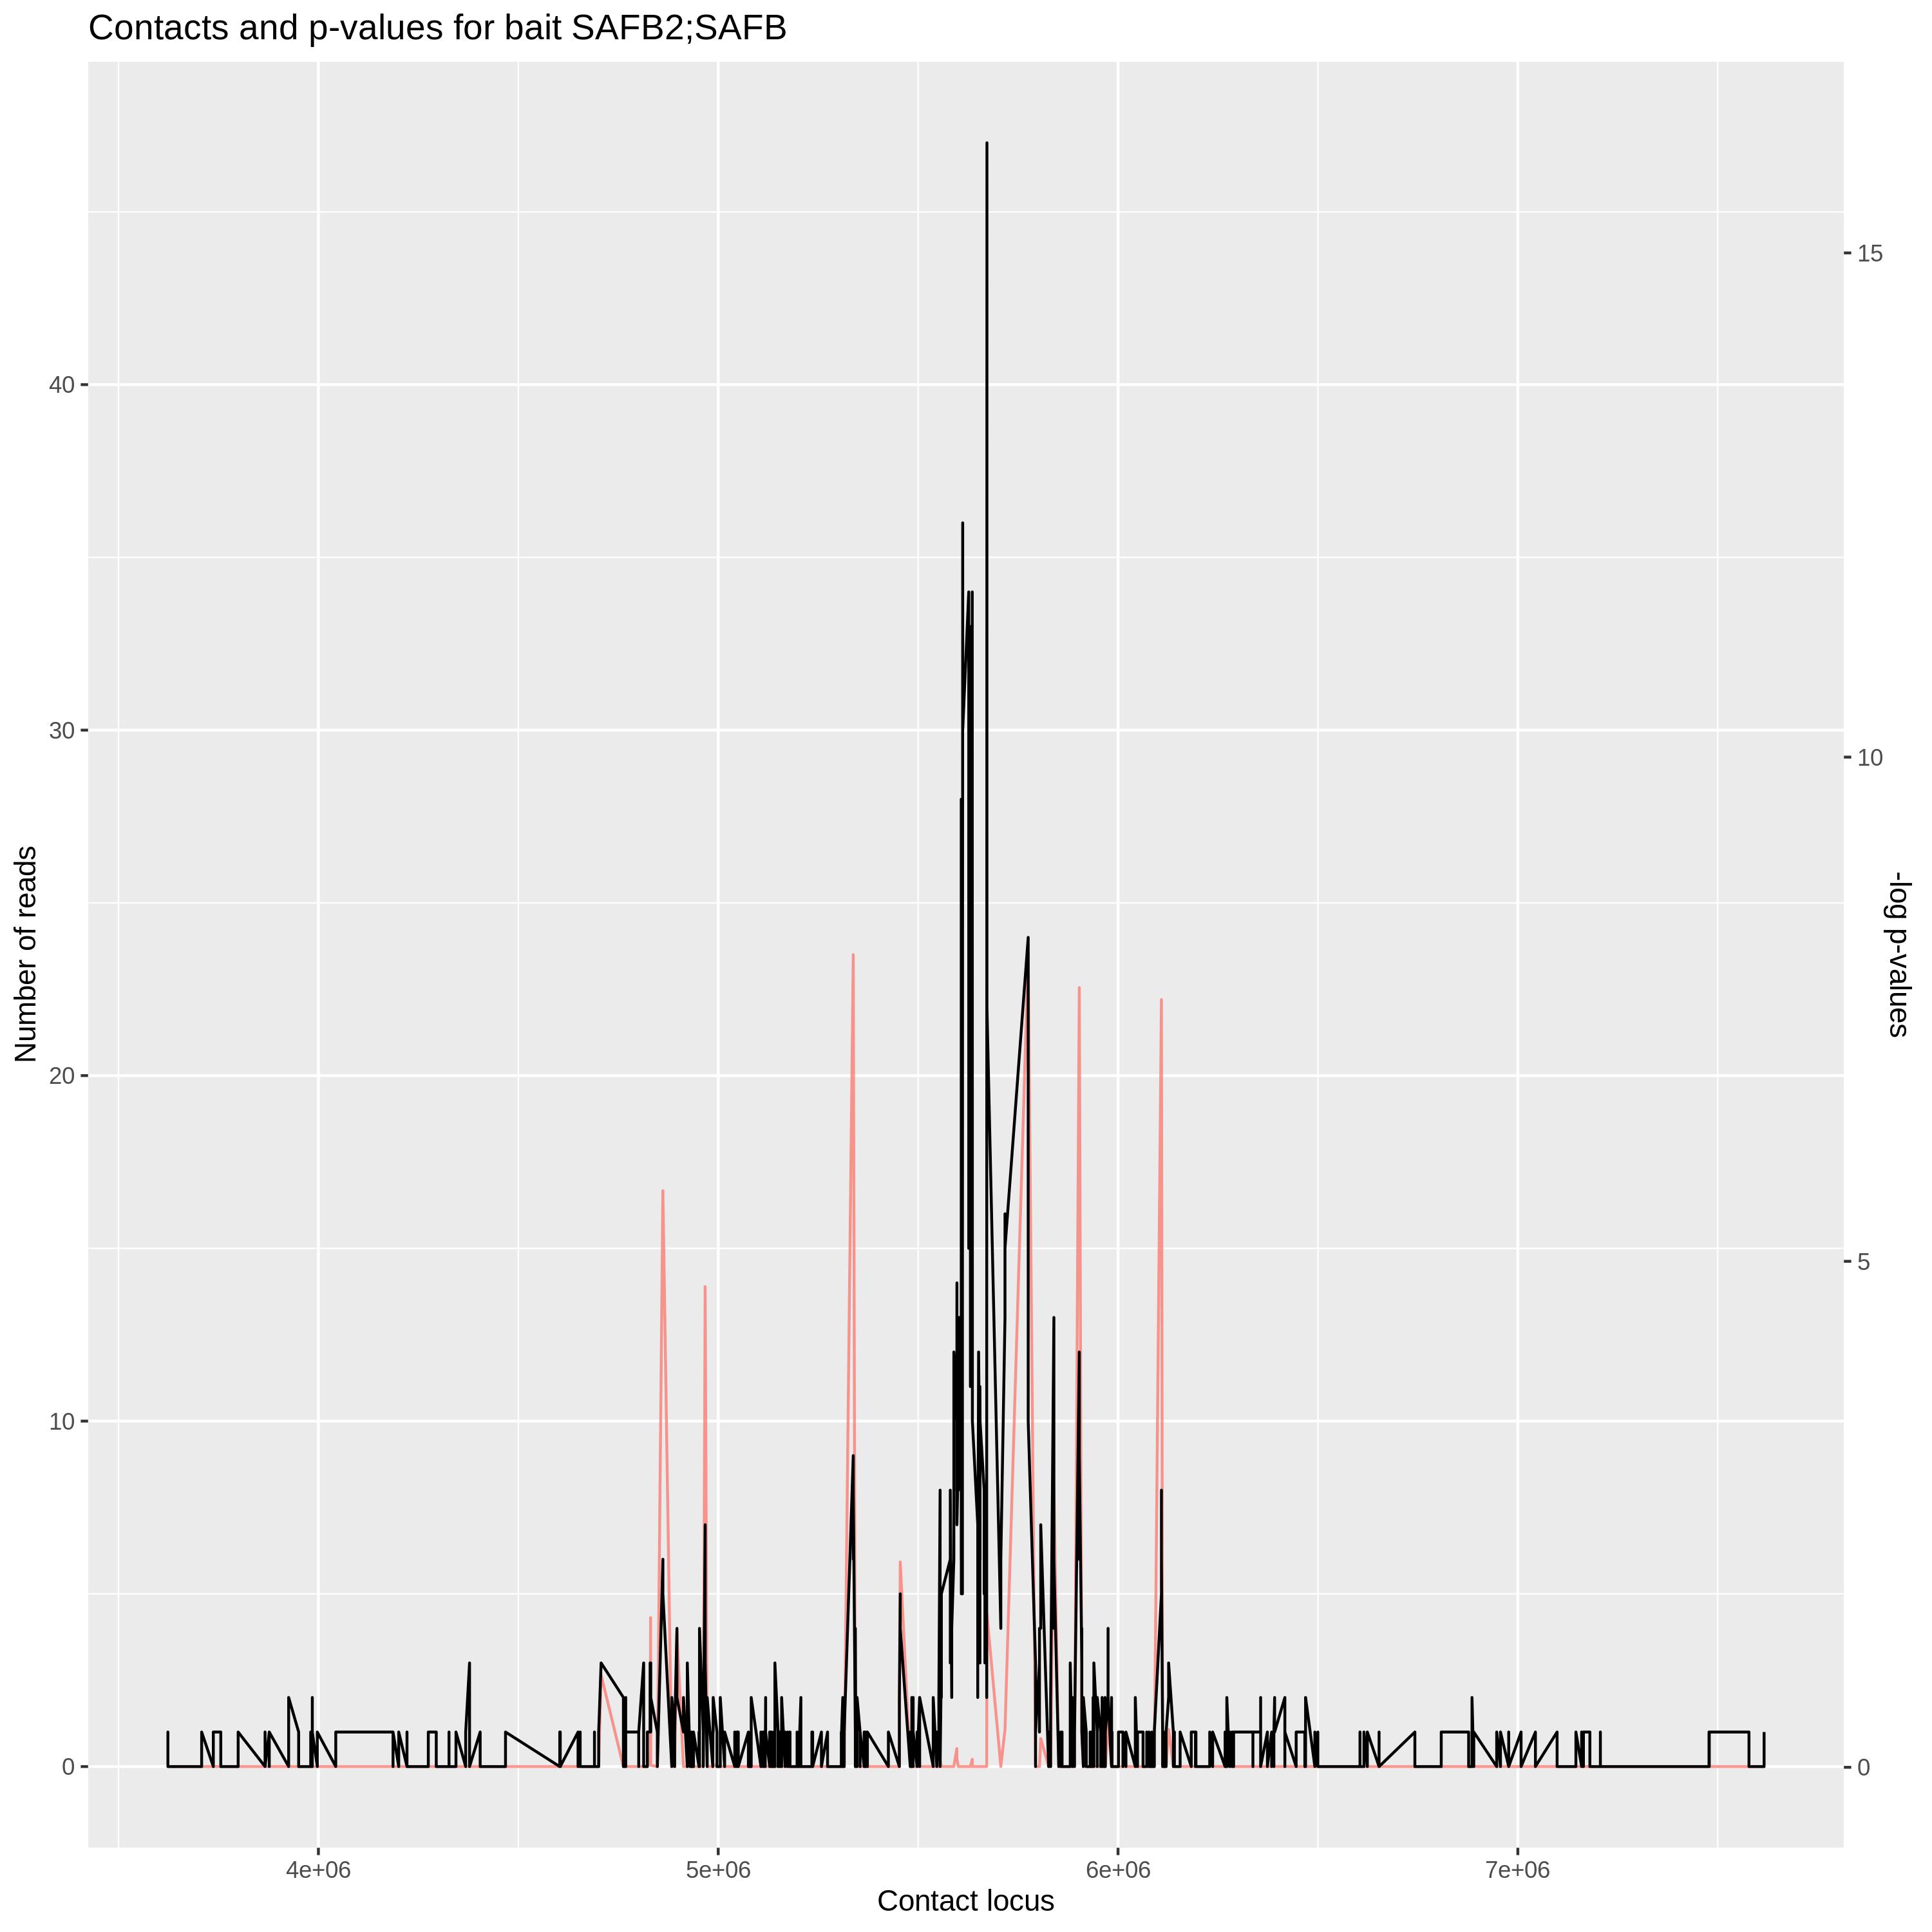 Contacts and p-values for bait SAFB2;SAFB
Number of reads
40
30
20
10
0
15
10
5
0
-log p-values
4e+06 5e+06 6e+06 7e+06
Contact locus